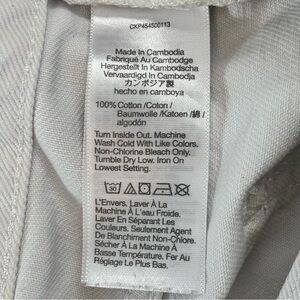 CKP454500113
Made In Cambodia
Fabriqué Au Cambodge
Hergestellt In Kambodscha
Vervaardigd In Cambodja
カンボジア製
hecho en camboya
100% Cotton /Coton /
Baumwolle /Katoen /綿 /
algodón
Turn Inside Out. Machine
Wash Cold With Like Colors.
Non-Chlorine Bleach Only.
Tumble Dry Low. Iron On
Lowest Setting.
30
L'Envers. Laver À La
Machine À L'eau Froide.
Laver En Séparant Les
Couleurs. Seulement Agent
De Blanchiment Non-Chlore.
Sécher À La Machine À
Basse Température. Fer Au
Réglage Le Plus Bas.